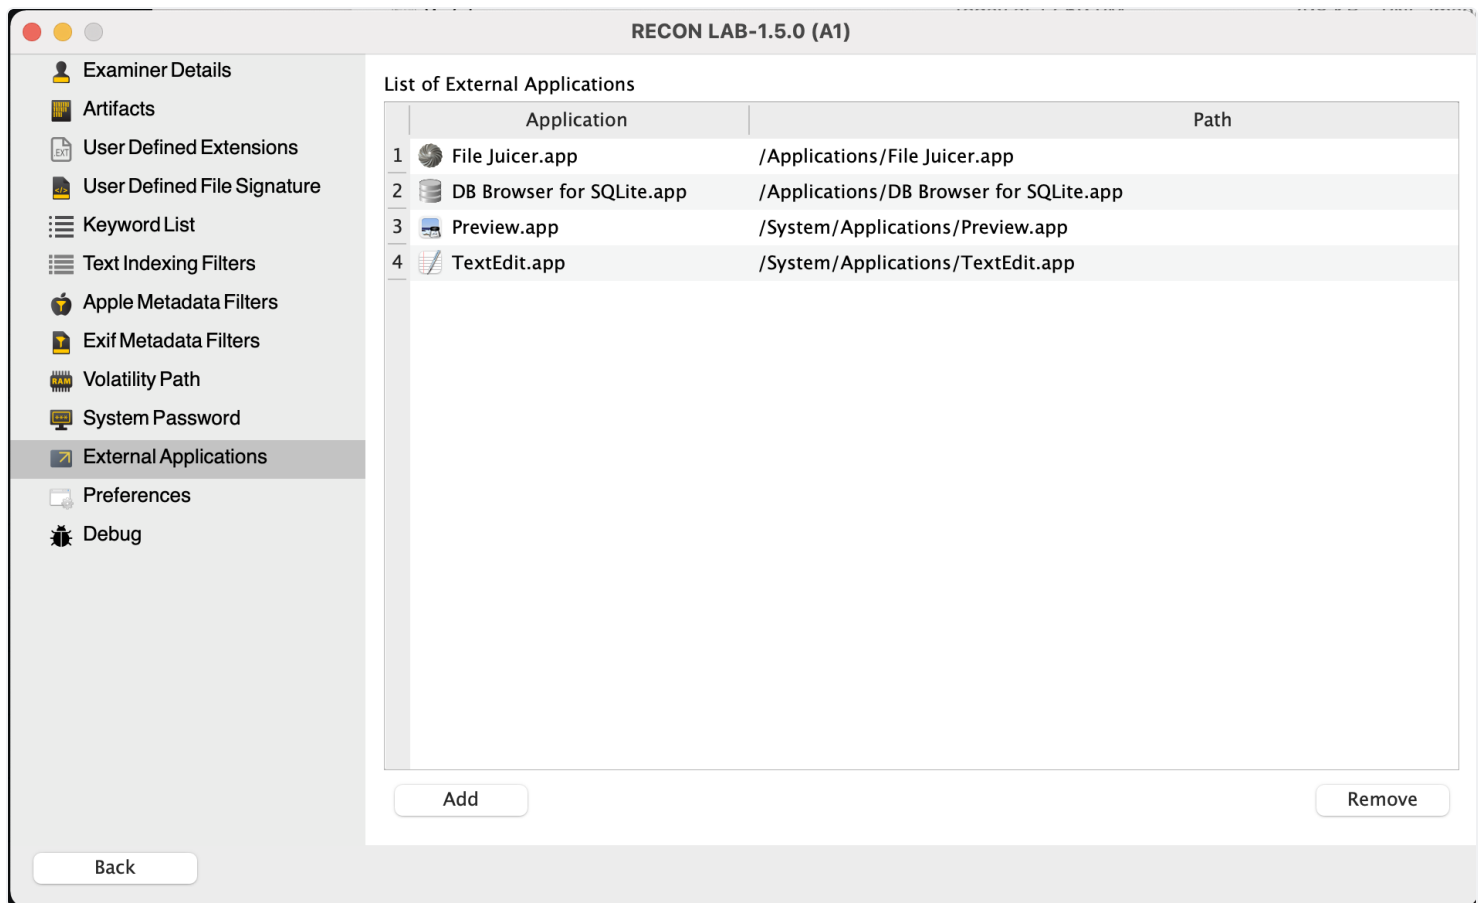 RECON LAB-1.5.0 (A1)
Examiner Details
Artifacts
User Defined Extensions
User Defined File Signature
Keyword List
Text Indexing Filters
Apple Metadata Filters
Exif Metadata Filters
Volatility Path
System Password
External Applications
Preferences
Debug
List of External Applications
Application Path
1 File Juicer.app /Applications/File Juicer.app
2 DB Browser for SQLite.app /Applications/DB Browser for SQLite.app
3 Preview.app /System/Applications/Preview.app
4 TextEdit.app /System/Applications/TextEdit.app
Add Remove
Back